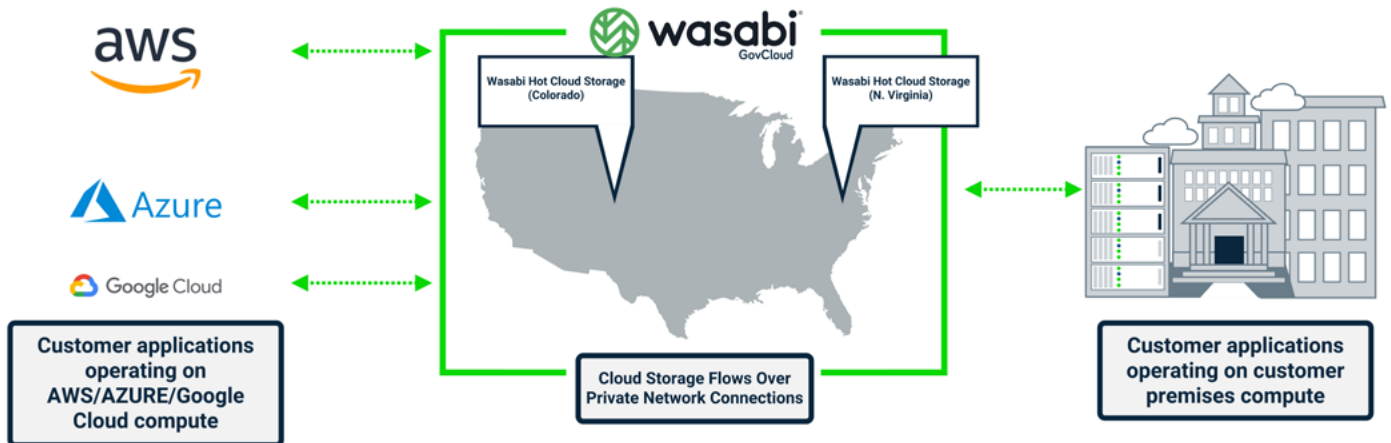 aws
Azure
Google Cloud
Customer applications
operating on
AWS/AZURE/Google
Cloud compute
wasabi
GovCloud
Wasabi Hot Cloud Storage
(Colorado)
Wasabi Hot Cloud Storage
(N. Virginia)
Cloud Storage Flows Over
Private Network Connections
Customer applications
operating on customer
premises compute